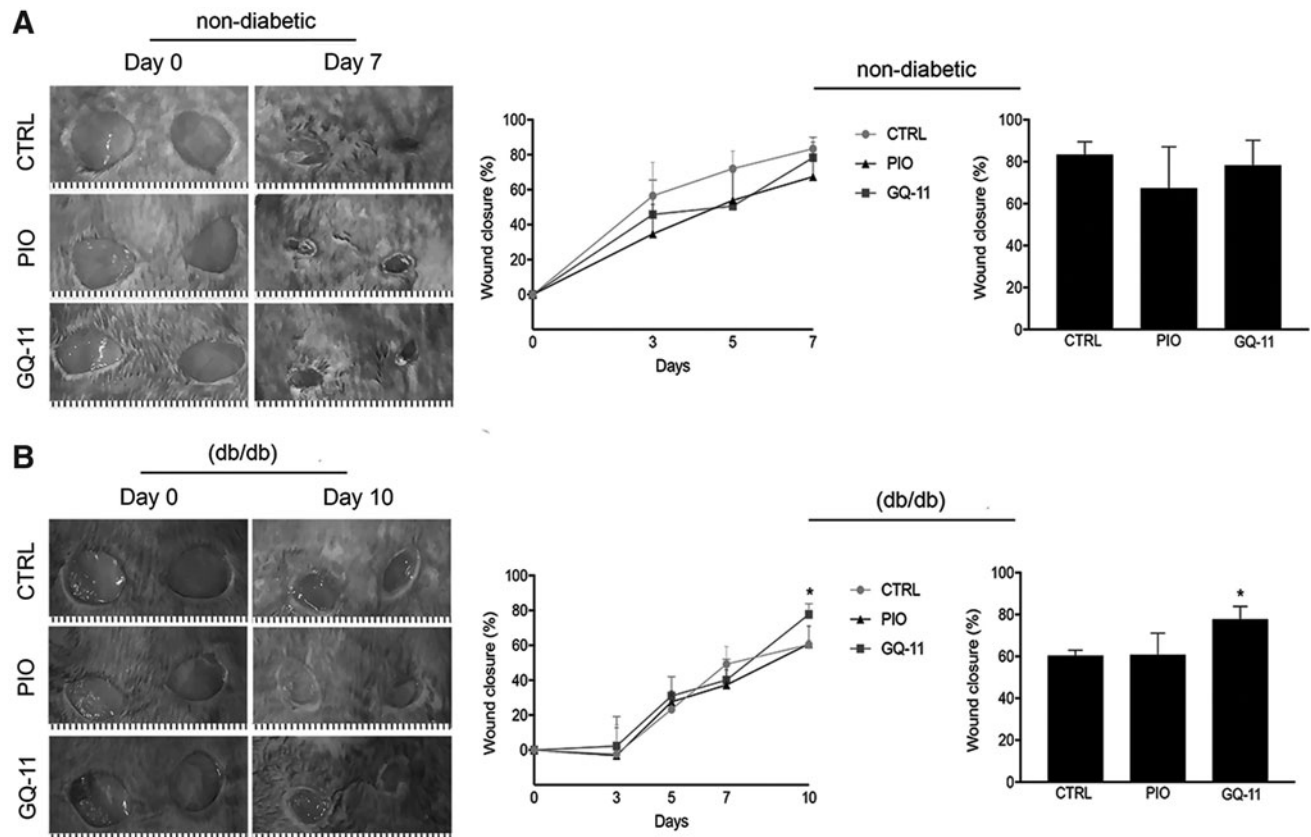 A
non-diabetic
Day 0 Day 7
CTRL
PIO
GQ-11
non-diabetic
Wound closure (%)
100
80
60
40
20
0
0 3 5 7
Days
CTRL
PIO
GQ-11
Wound closure (%)
100
80
60
40
20
0
CTRL PIO GQ-11
B
(db/db)
Day 0 Day 10
CTRL
PIO
GQ-11
(db/db)
Wound closure (%)
100
80
60
40
20
0
*
0 3 5 7 10
Days
CTRL
PIO
GQ-11
Wound closure (%)
100
80
60
40
20
0
*
CTRL PIO GQ-11